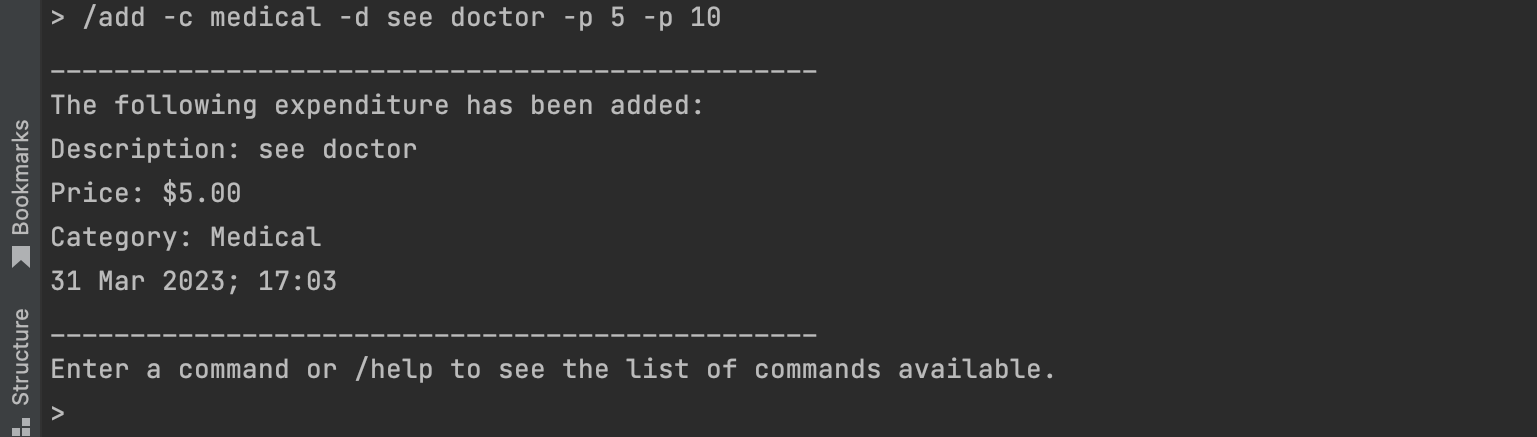 > /add -c medical -d see doctor -p 5 -p 10
________________________________________________
The following expenditure has been added:
Description: see doctor
Price: $5.00
Category: Medical
31 Mar 2023; 17:03
________________________________________________
Enter a command or /help to see the list of commands available.
>
Bookmarks
Structure